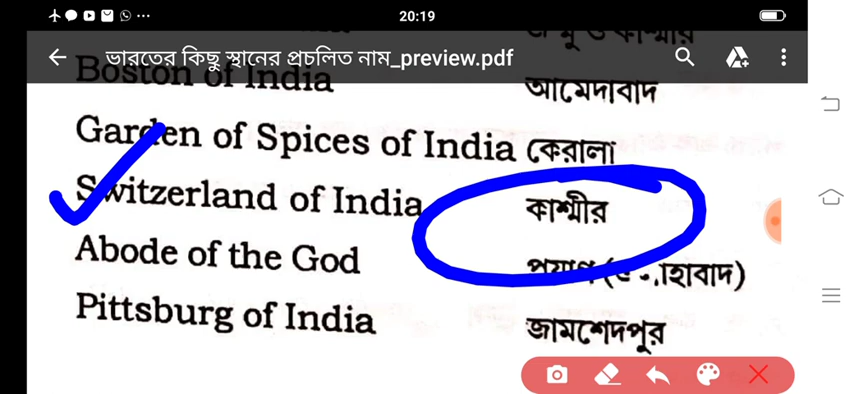 20:19
ভারতের কিছু স্থানের প্রচলিত নাম_preview.pdf
Boston of India আমেদাবাদ
Garden of Spices of India কেরালা
Switzerland of India কাশ্মীর
Abode of the God
Pittsburg of India জামশেদপুর